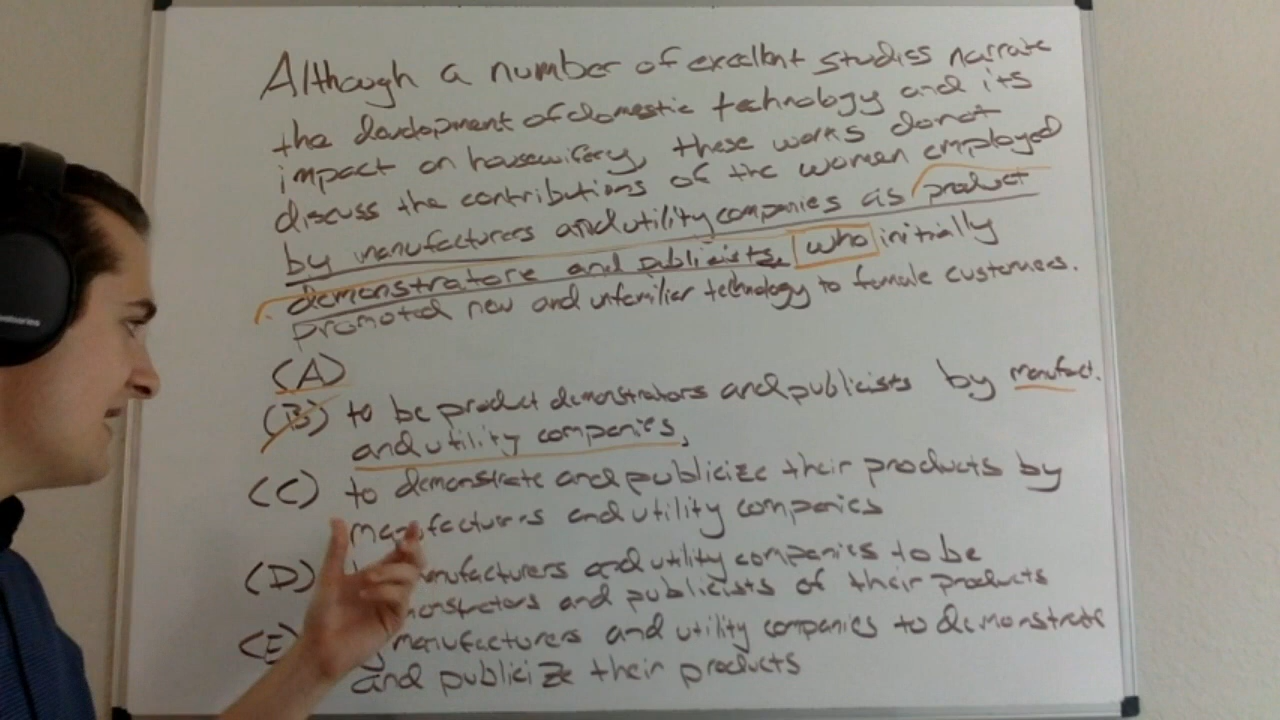 Although a number of excellent studies narrate
the development of domestic technology and its
impact on housewifery, these works do not
discuss the contributions of the women employed
by manufacturers and utility companies as product
demonstrators and publicists, who initially
promoted new and unfamiliar technology to female customers.
(A)
(B) to be product demonstrators and publicists by manufact.
and utility companies,
(C) to demonstrate and publicize their products by
manufacturers and utility companies
(D) manufacturers and utility companies to be
and publicists of their products
(E) manufacturers and utility companies to demonstrate
and publicize their products